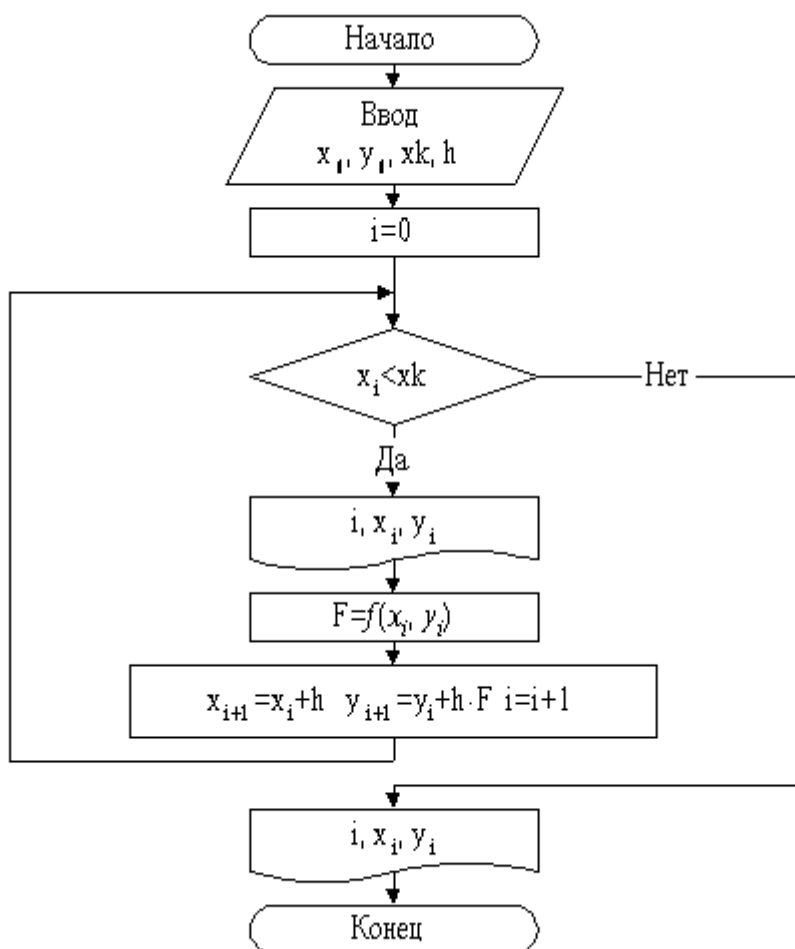 Начало
Ввод
x₁, y₁, xk, h
i=0
xᵢ<xk
Нет
Да
i, xᵢ, yᵢ
F=f(xᵢ, yᵢ)
xᵢ₊₁=xᵢ+h yᵢ₊₁=yᵢ+h·F i=i+1
i, xᵢ, yᵢ
Конец